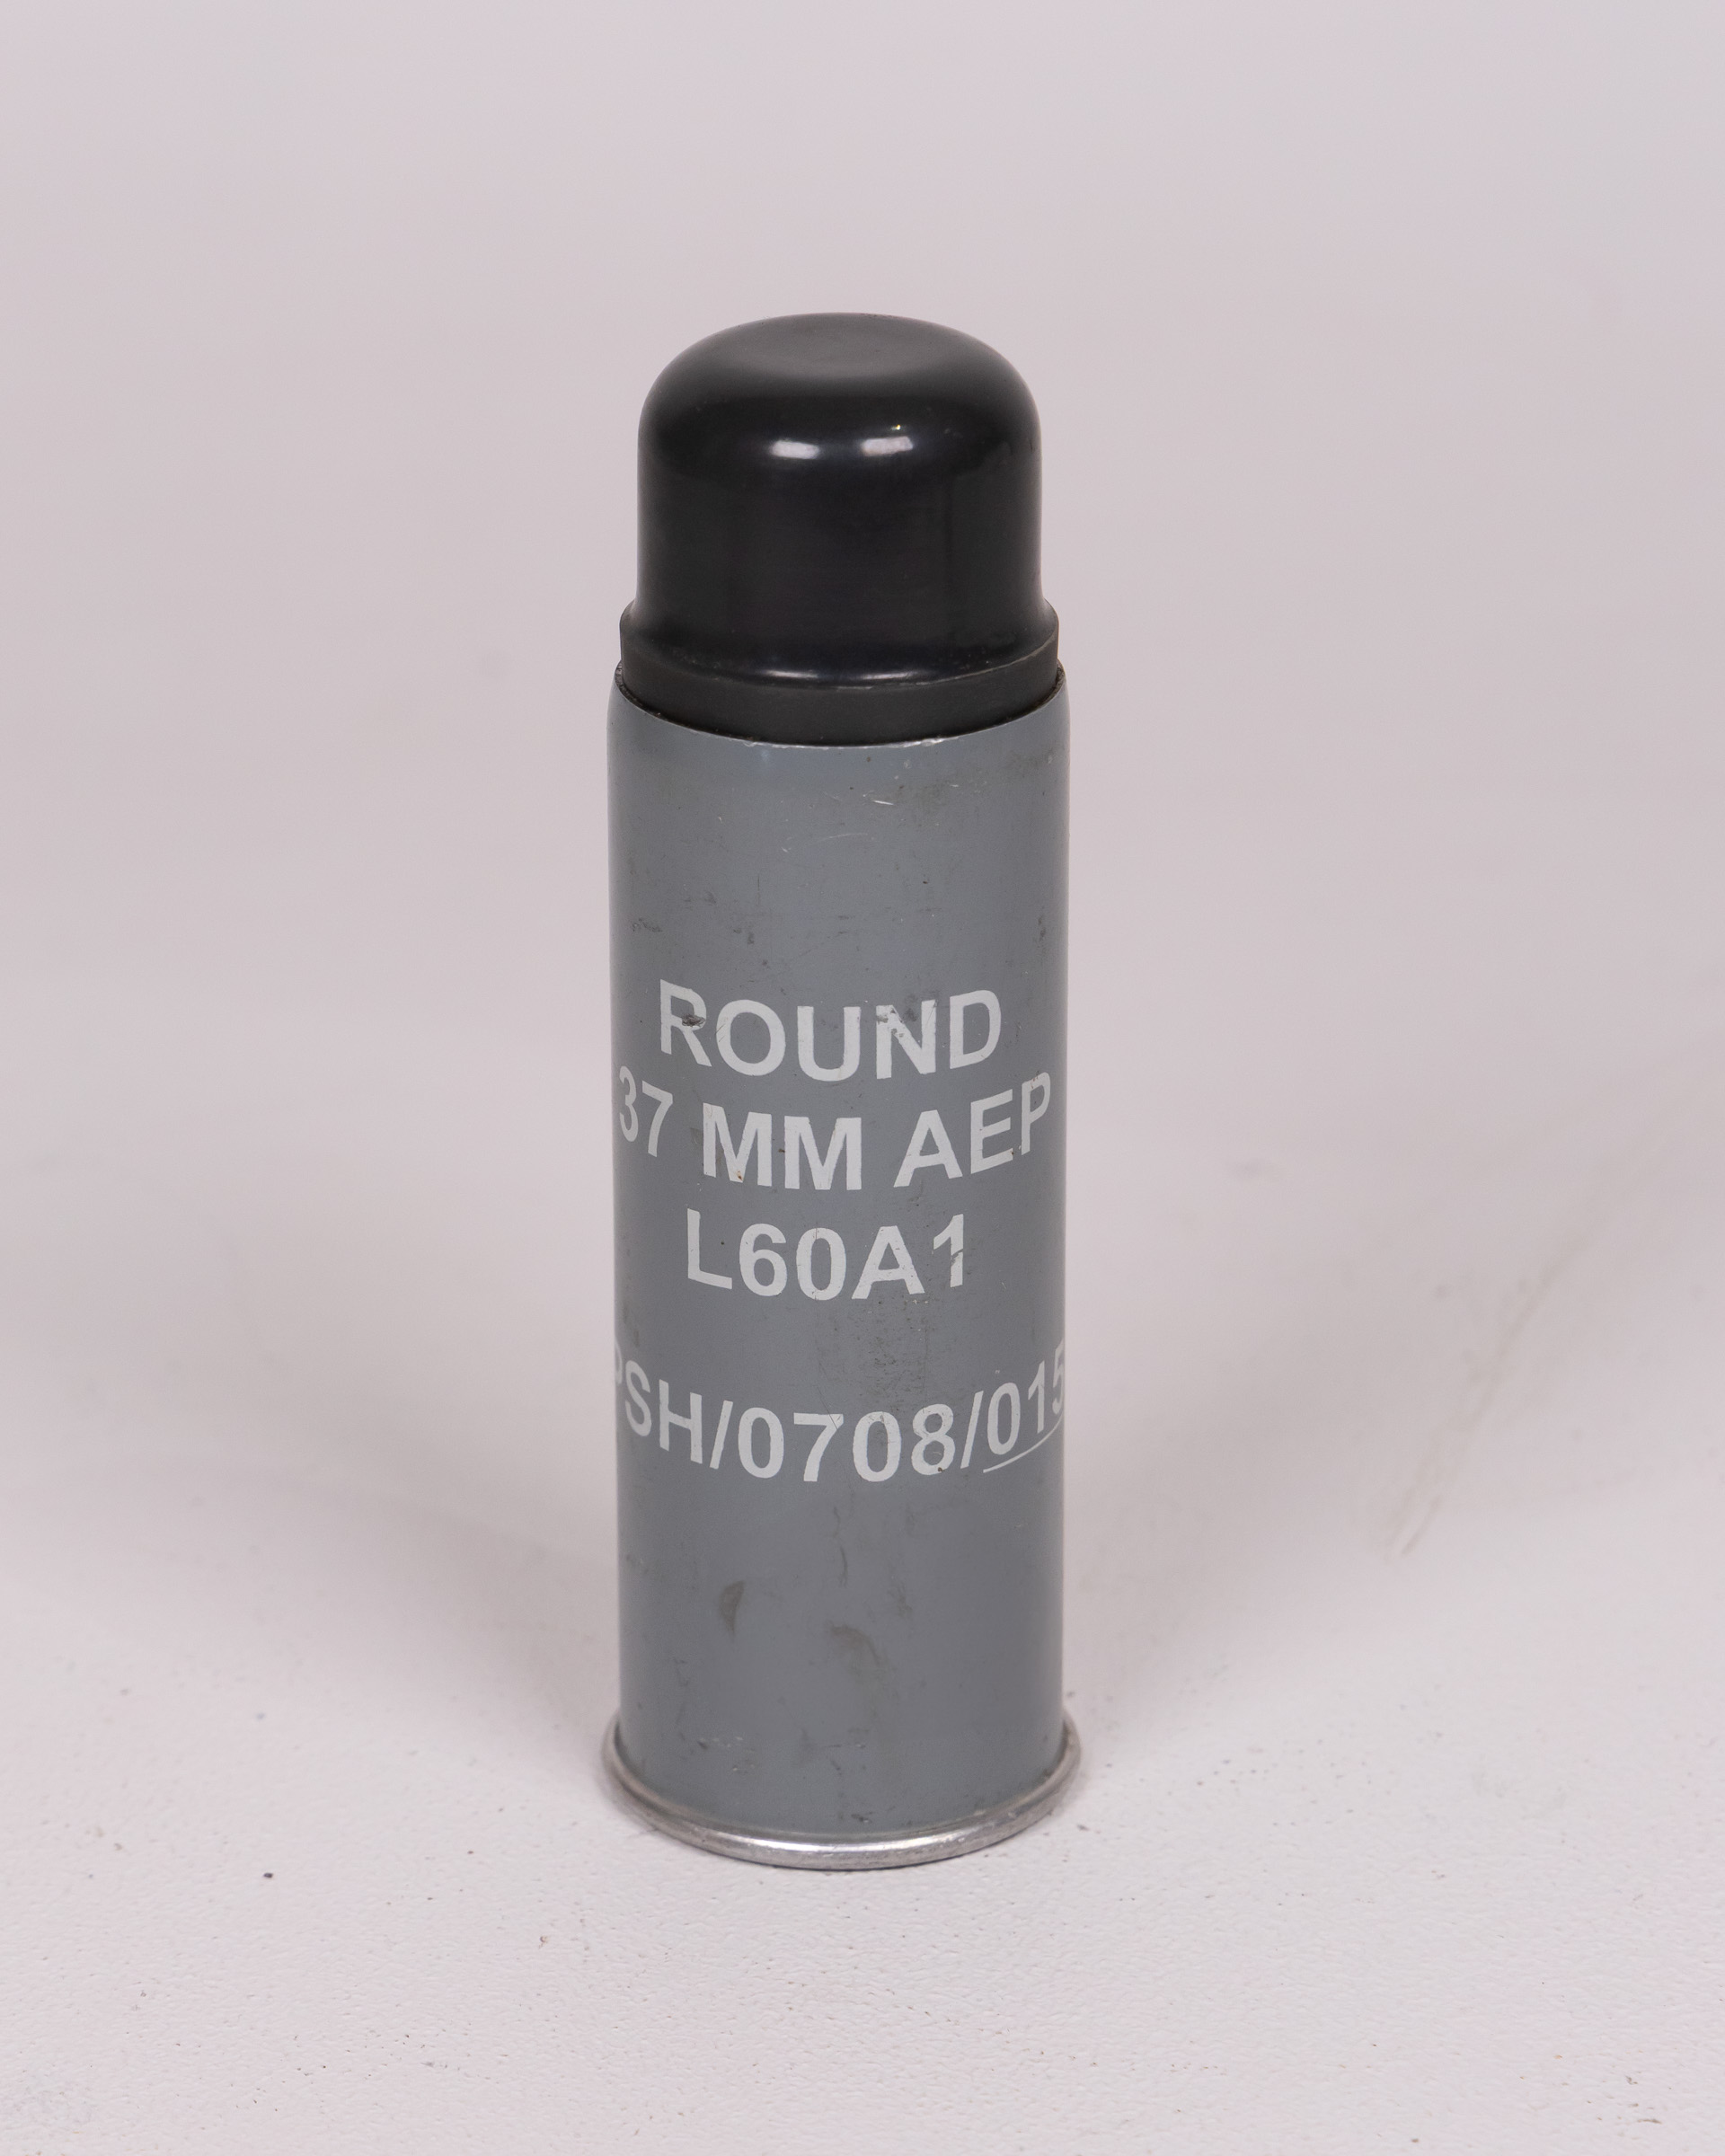 ROUND
37 MM AEP
L60A1
PSH/0708/015